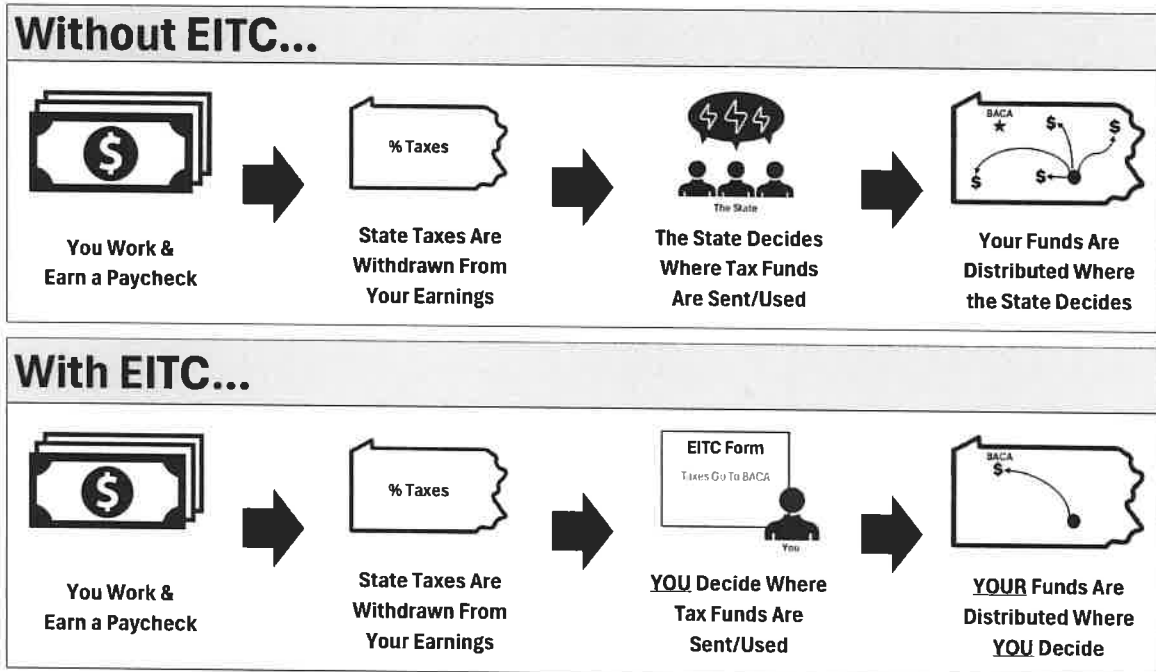 Without EITC...
$
You Work &
Earn a Paycheck
% Taxes
State Taxes Are
Withdrawn From
Your Earnings
The State
The State Decides
Where Tax Funds
Are Sent/Used
BACA
$
$
$
$
Your Funds Are
Distributed Where
the State Decides
With EITC...
$
You Work &
Earn a Paycheck
% Taxes
State Taxes Are
Withdrawn From
Your Earnings
EITC Form
Taxes Go To BACA
You
YOU Decide Where
Tax Funds Are
Sent/Used
BACA
$
YOUR Funds Are
Distributed Where
YOU Decide